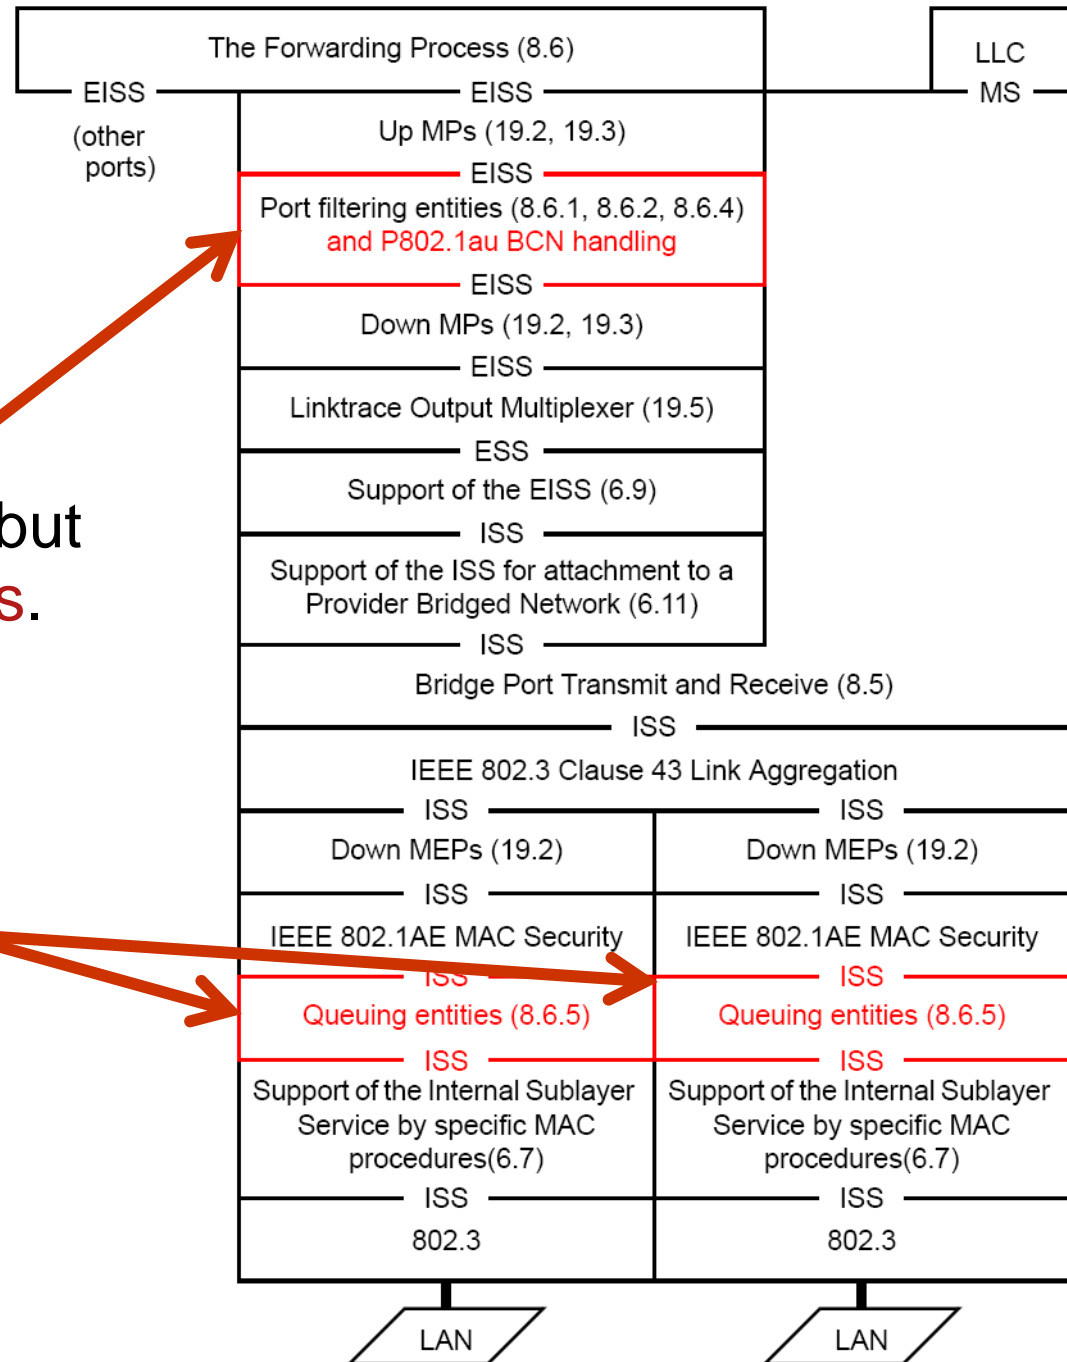 The Forwarding Process (8.6)
LLC
EISS
EISS
MS
(other
ports)
Up MPs (19.2, 19.3)
EISS
Port filtering entities (8.6.1, 8.6.2, 8.6.4)
and P802.1au BCN handling
EISS
Down MPs (19.2, 19.3)
EISS
Linktrace Output Multiplexer (19.5)
ESS
Support of the EISS (6.9)
but
s.
ISS
Support of the ISS for attachment to a
Provider Bridged Network (6.11)
ISS
Bridge Port Transmit and Receive (8.5)
ISS
IEEE 802.3 Clause 43 Link Aggregation
ISS
ISS
Down MEPs (19.2)
Down MEPs (19.2)
ISS
ISS
IEEE 802.1AE MAC Security
IEEE 802.1AE MAC Security
ISS
ISS
Queuing entities (8.6.5)
Queuing entities (8.6.5)
ISS
ISS
Support of the Internal Sublayer
Service by specific MAC
procedures(6.7)
Support of the Internal Sublayer
Service by specific MAC
procedures(6.7)
ISS
ISS
802.3
802.3
LAN
LAN